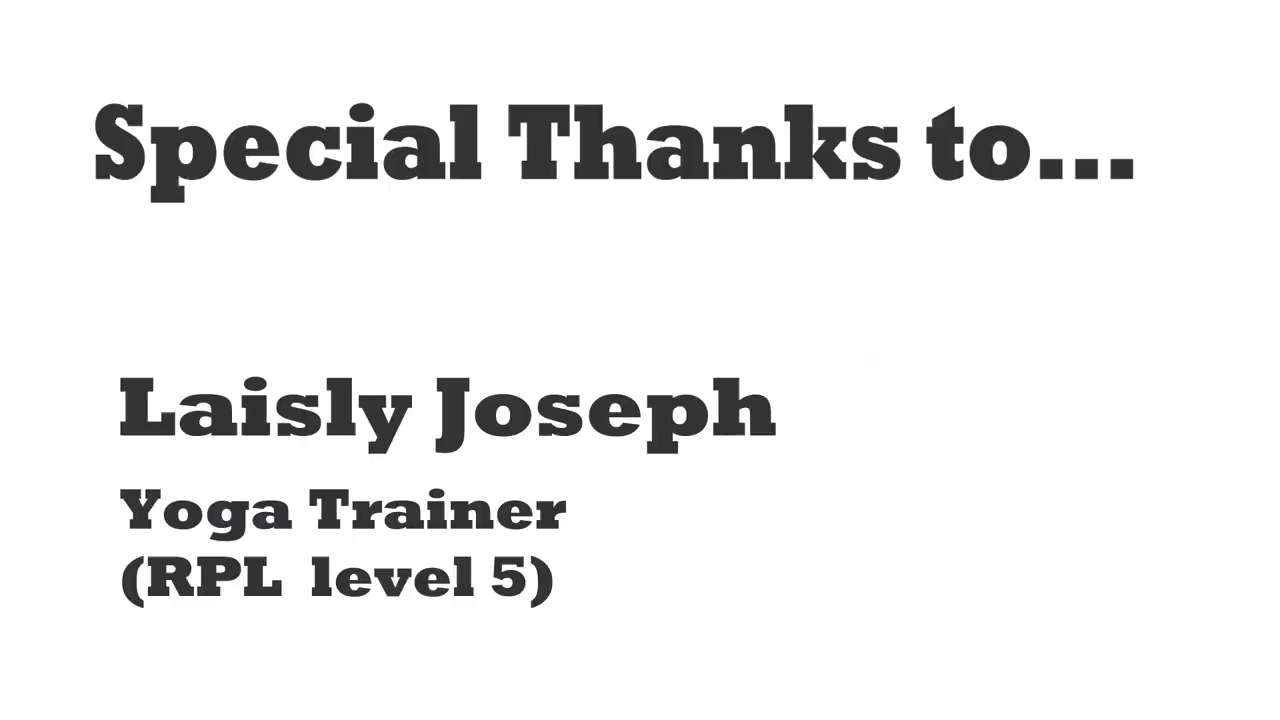 Special Thanks to...
Laisly Joseph
Yoga Trainer
(RPL level 5)